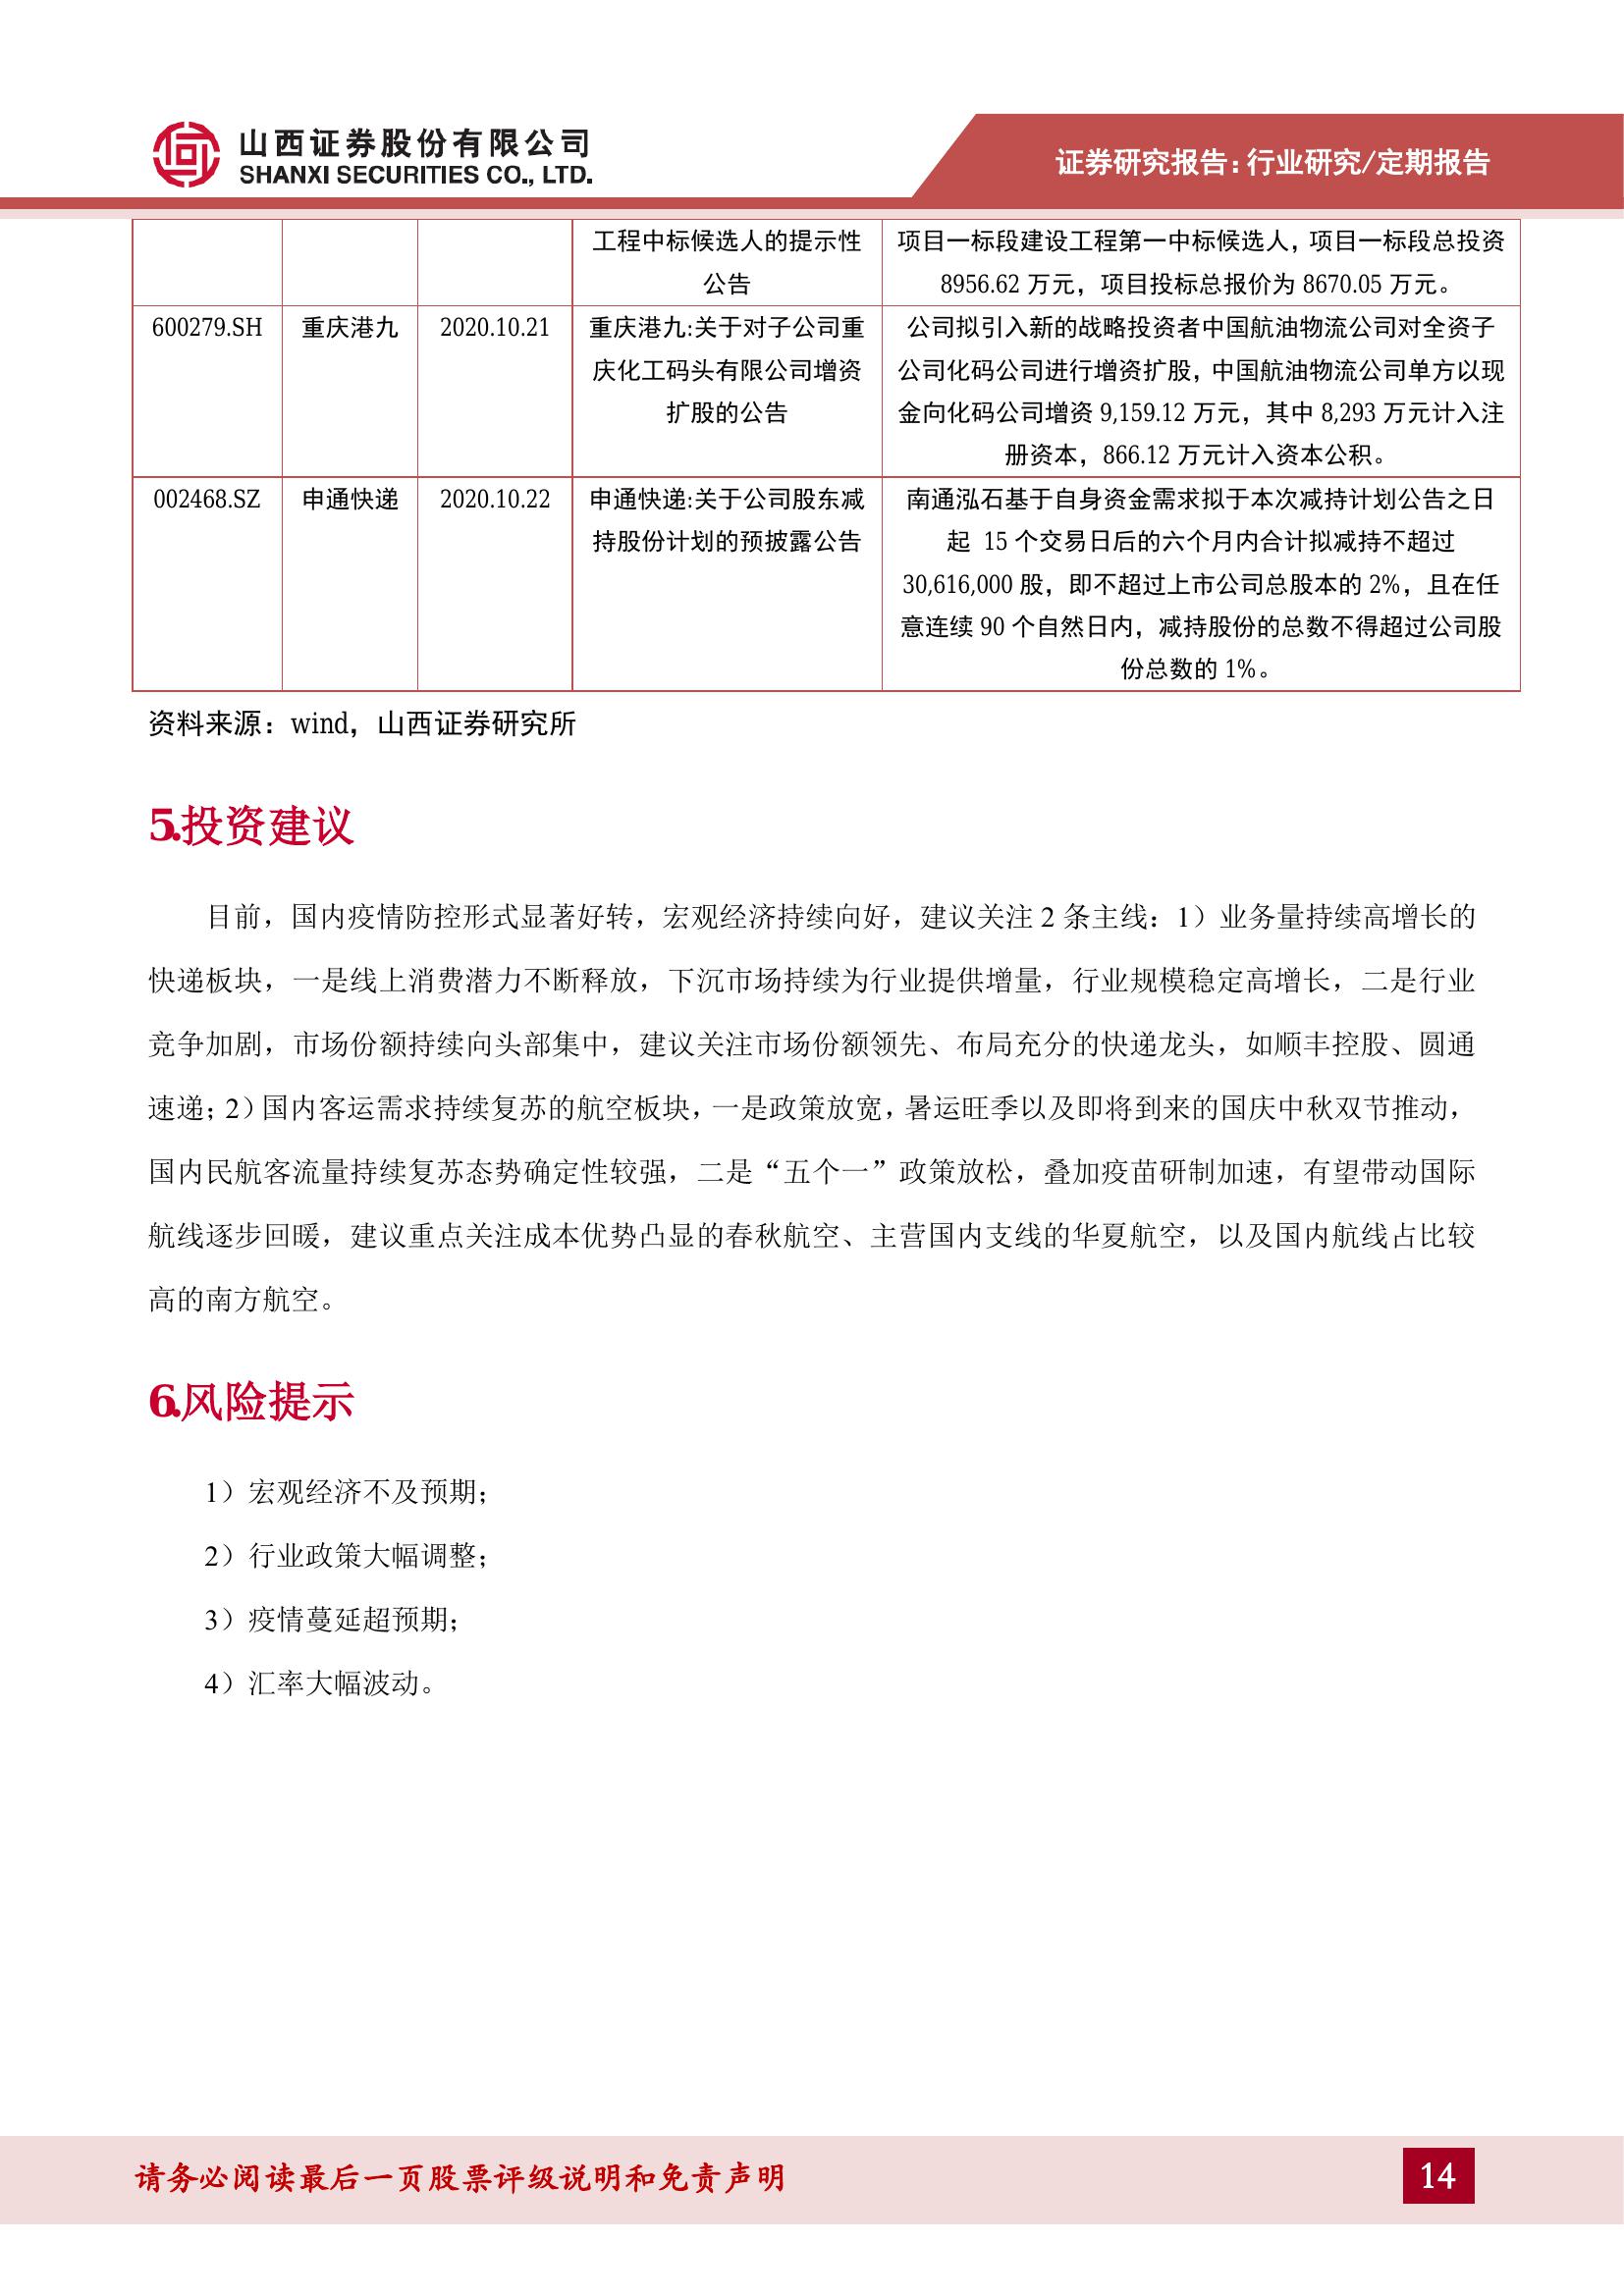 山西证券股份有限公司
SHANXI SECURITIES CO., LTD.
证券研究报告：行业研究/定期报告
工程中标候选人的提示性
公告
项目一标段建设工程第一中标候选人，项目一标段总投资
8956.62 万元，项目投标总报价为 8670.05 万元。
600279.SH
重庆港九
2020.10.21
重庆港九:关于对子公司重
庆化工码头有限公司增资
扩股的公告
公司拟引入新的战略投资者中国航油物流公司对全资子
公司化码公司进行增资扩股，中国航油物流公司单方以现
金向化码公司增资 9,159.12 万元，其中 8,293 万元计入注
册资本，866.12 万元计入资本公积。
002468.SZ
申通快递
2020.10.22
申通快递:关于公司股东减
持股份计划的预披露公告
南通泓石基于自身资金需求拟于本次减持计划公告之日
起 15 个交易日后的六个月内合计拟减持不超过
30,616,000 股，即不超过上市公司总股本的 2%，且在任
意连续 90 个自然日内，减持股份的总数不得超过公司股
份总数的 1%。
资料来源：wind，山西证券研究所
5.投资建议
目前，国内疫情防控形式显著好转，宏观经济持续向好，建议关注 2 条主线：1）业务量持续高增长的
快递板块，一是线上消费潜力不断释放，下沉市场持续为行业提供增量，行业规模稳定高增长，二是行业
竞争加剧，市场份额持续向头部集中，建议关注市场份额领先、布局充分的快递龙头，如顺丰控股、圆通
速递；2）国内客运需求持续复苏的航空板块，一是政策放宽，暑运旺季以及即将到来的国庆中秋双节推动，
国内民航客流量持续复苏态势确定性较强，二是“五个一”政策放松，叠加疫苗研制加速，有望带动国际
航线逐步回暖，建议重点关注成本优势凸显的春秋航空、主营国内支线的华夏航空，以及国内航线占比较
高的南方航空。
6.风险提示
1）宏观经济不及预期；
2）行业政策大幅调整；
3）疫情蔓延超预期；
4）汇率大幅波动。
请务必阅读最后一页股票评级说明和免责声明
14